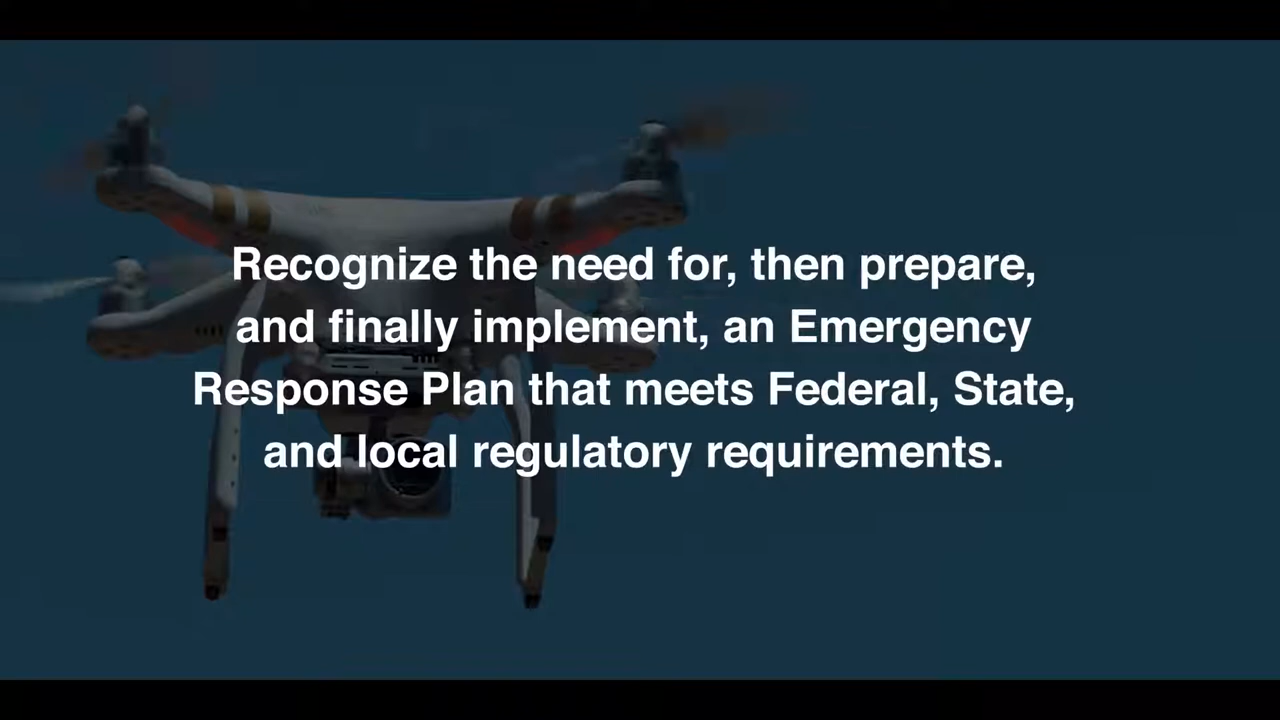 Recognize the need for, then prepare,
and finally implement, an Emergency
Response Plan that meets Federal, State,
and local regulatory requirements.